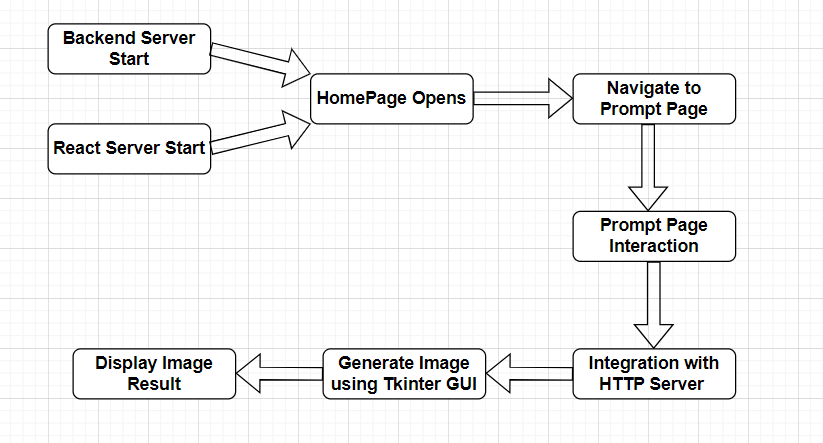 Backend Server
Start
React Server Start
HomePage Opens
Navigate to
Prompt Page
Prompt Page
Interaction
Integration with
HTTP Server
Generate Image
using Tkinter GUI
Display Image
Result